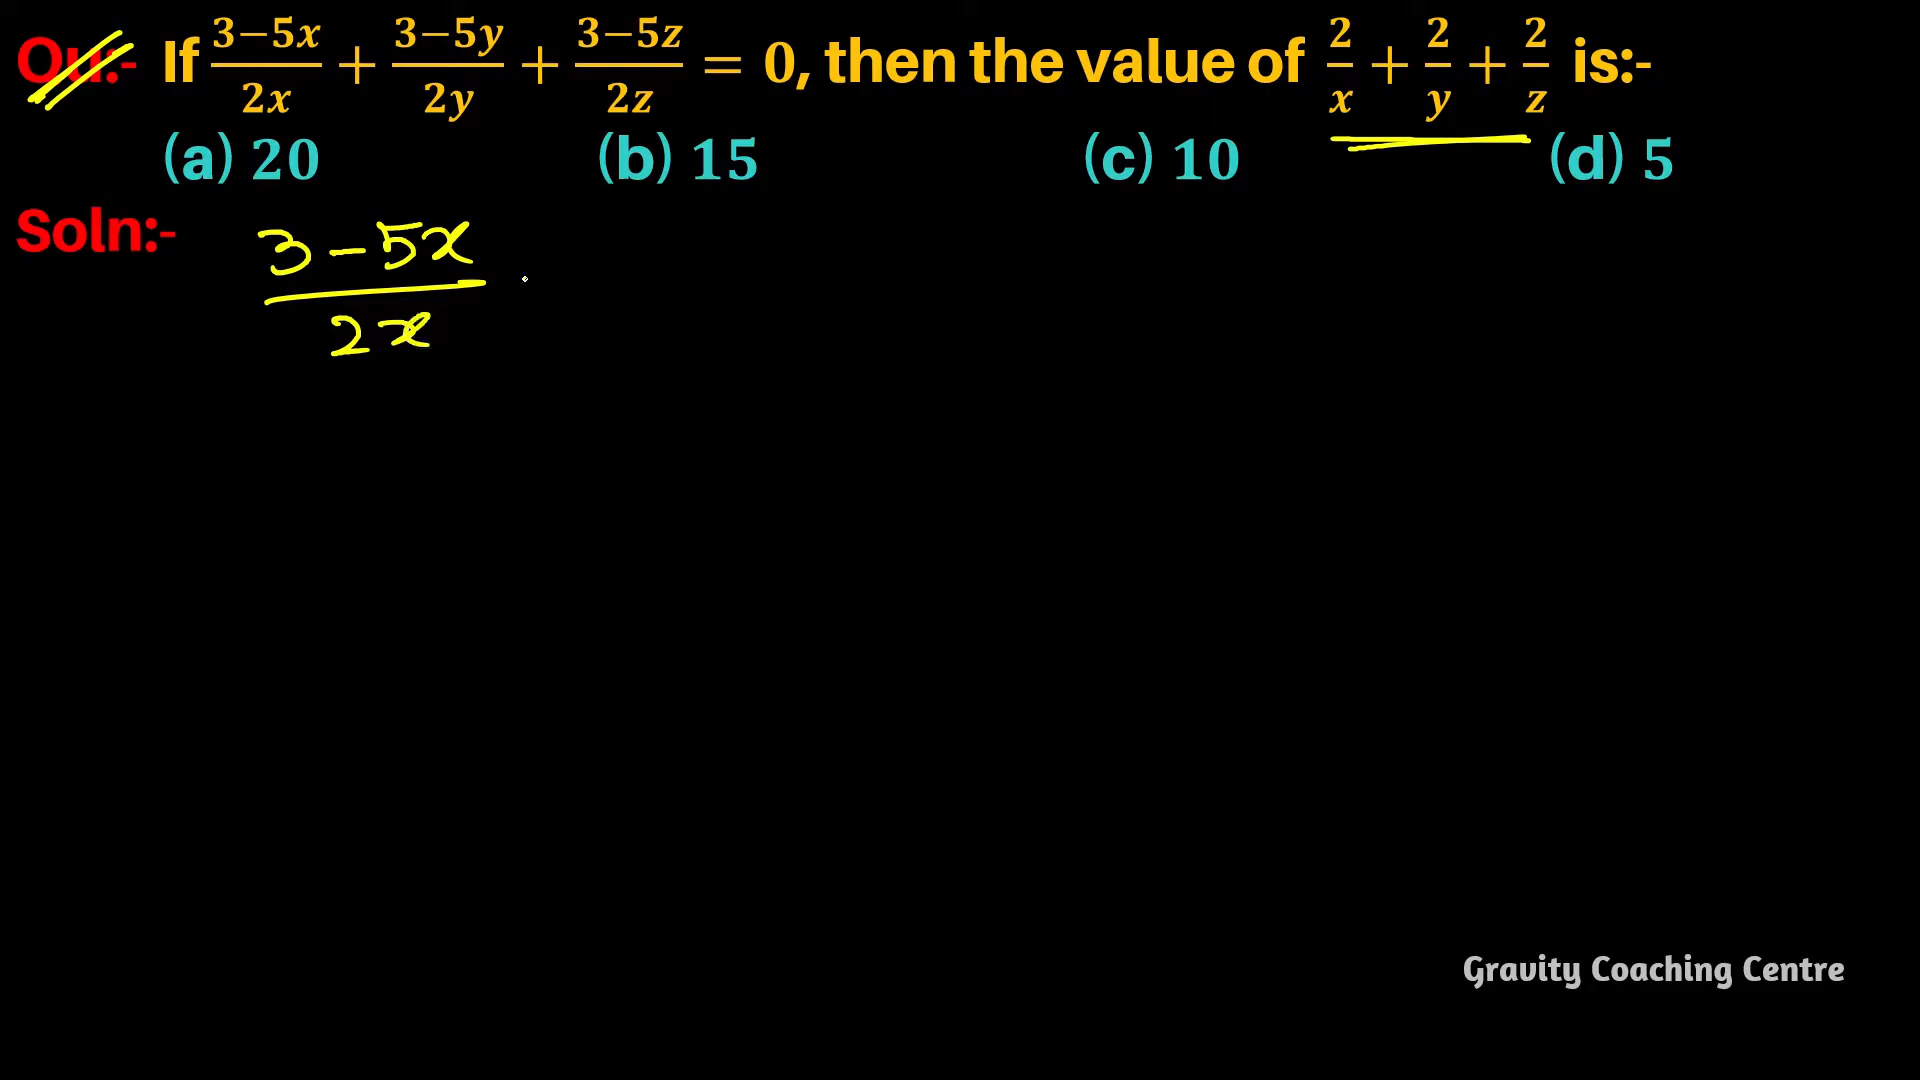 Qu:- If (3−5x)/(2x) + (3−5y)/(2y) + (3−5z)/(2z) = 0, then the value of 2/x + 2/y + 2/z is:-
(a) 20 (b) 15 (c) 10 (d) 5
Soln:- (3−5x)/(2x)
Gravity Coaching Centre